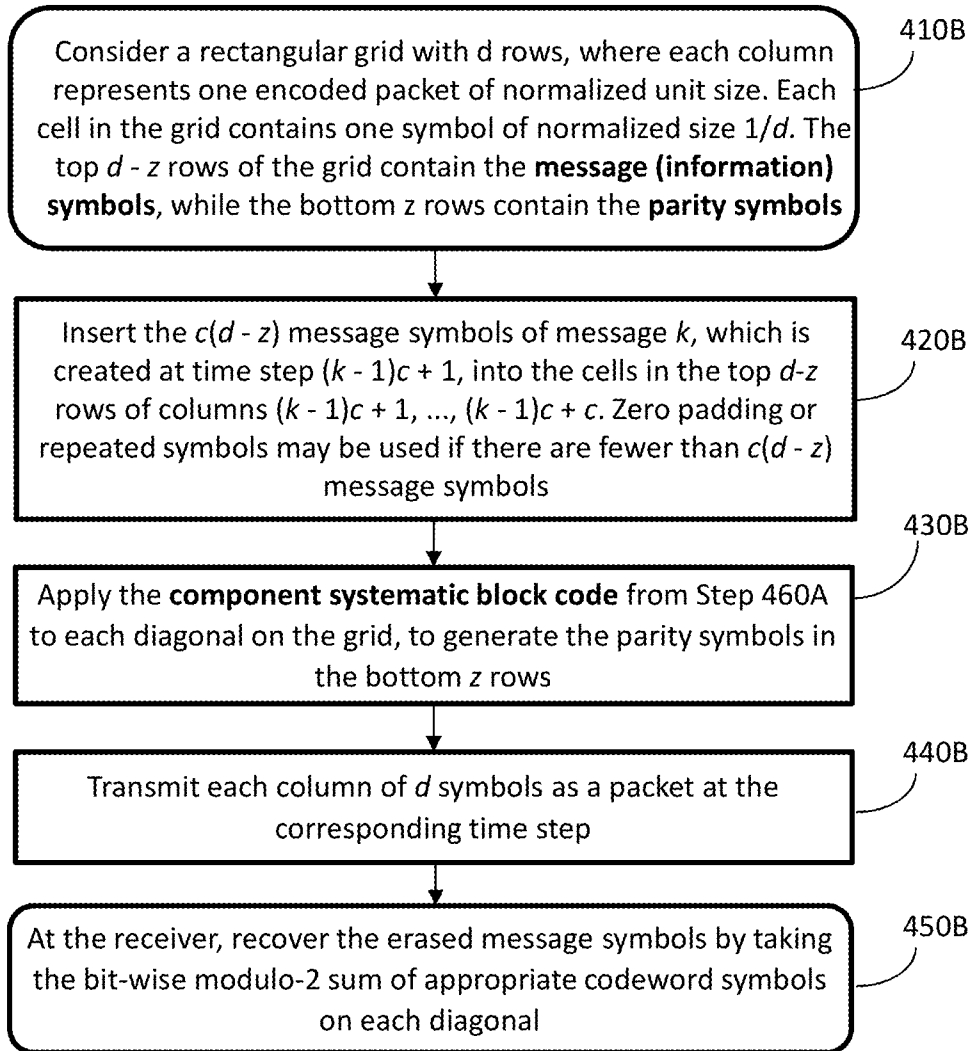 410B
Consider a rectangular grid with d rows, where each column
represents one encoded packet of normalized unit size. Each
cell in the grid contains one symbol of normalized size 1/d. The
top d - z rows of the grid contain the message (information)
symbols, while the bottom z rows contain the parity symbols
420B
Insert the c(d - z) message symbols of message k, which is
created at time step (k - 1)c + 1, into the cells in the top d-z
rows of columns (k - 1)c + 1, ..., (k - 1)c + c. Zero padding or
repeated symbols may be used if there are fewer than c(d - z)
message symbols
430B
Apply the component systematic block code from Step 460A
to each diagonal on the grid, to generate the parity symbols in
the bottom z rows
440B
Transmit each column of d symbols as a packet at the
corresponding time step
450B
At the receiver, recover the erased message symbols by taking
the bit-wise modulo-2 sum of appropriate codeword symbols
on each diagonal